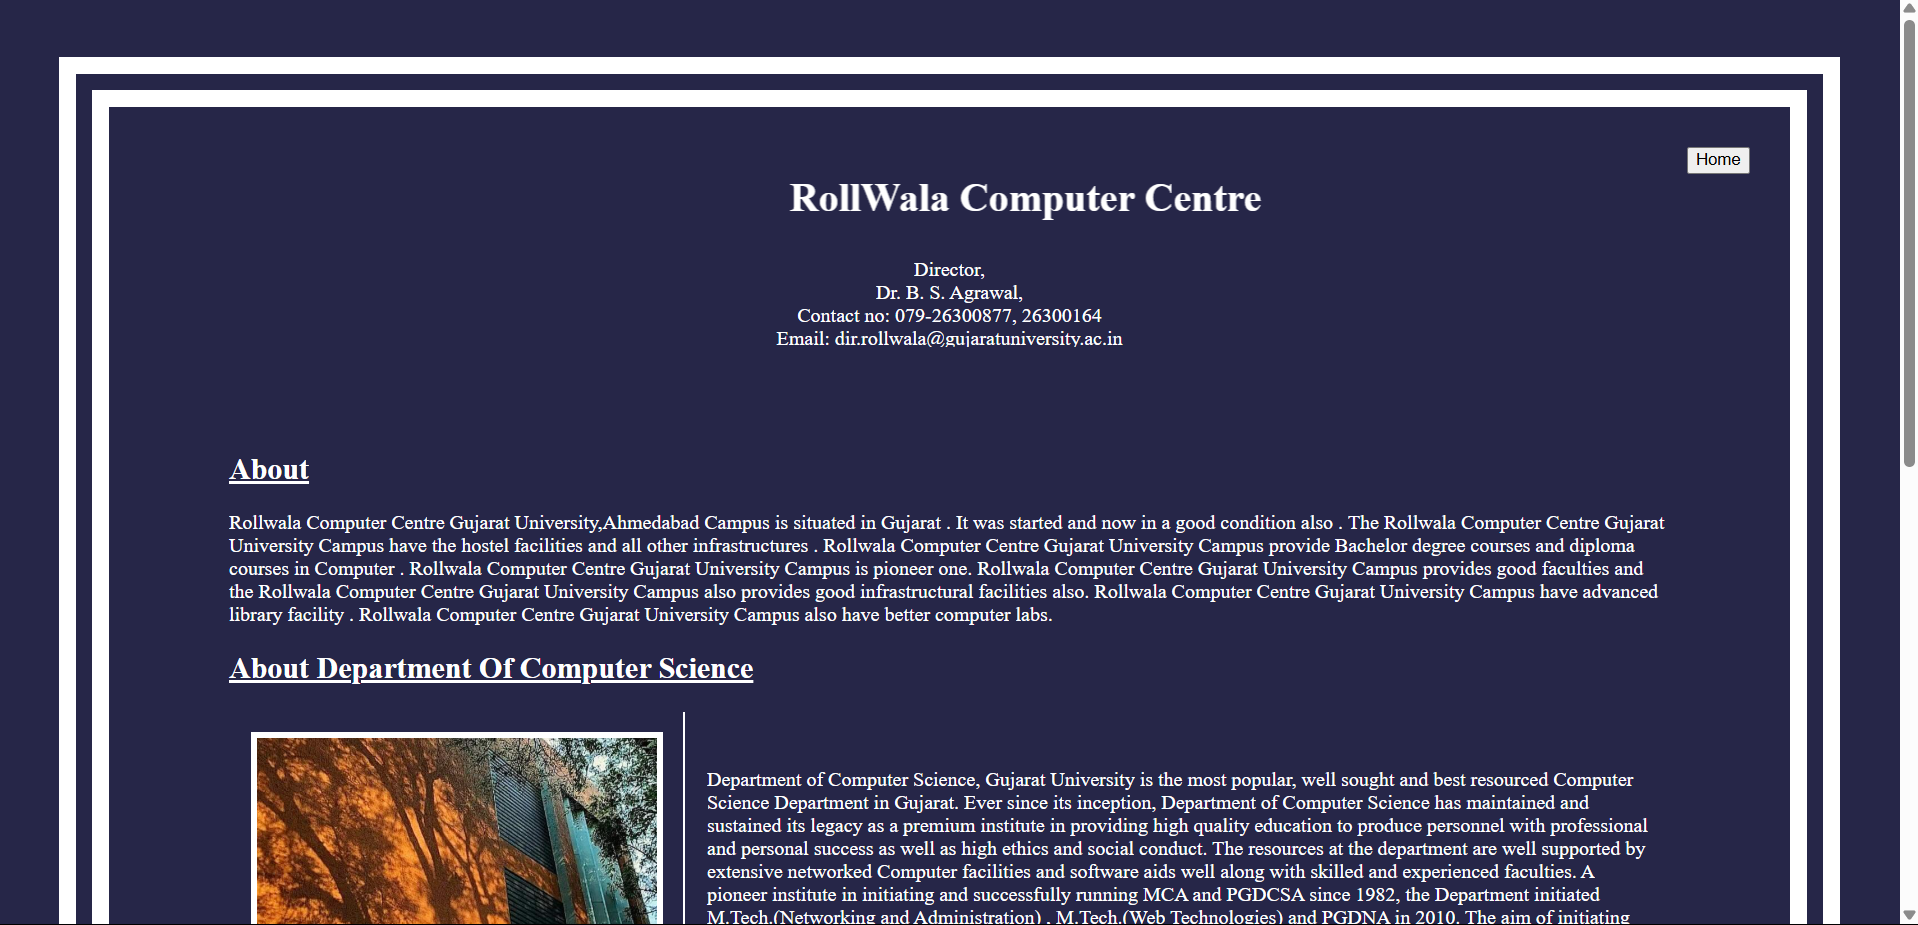 Home
RollWala Computer Centre
Director,
Dr. B. S. Agrawal,
Contact no: 079-26300877, 26300164
Email: dir.rollwala@gujaratuniversity.ac.in
About
Rollwala Computer Centre Gujarat University,Ahmedabad Campus is situated in Gujarat . It was started and now in a good condition also . The Rollwala Computer Centre Gujarat
University Campus have the hostel facilities and all other infrastructures . Rollwala Computer Centre Gujarat University Campus provide Bachelor degree courses and diploma
courses in Computer . Rollwala Computer Centre Gujarat University Campus is pioneer one. Rollwala Computer Centre Gujarat University Campus provides good faculties and
the Rollwala Computer Centre Gujarat University Campus also provides good infrastructural facilities also. Rollwala Computer Centre Gujarat University Campus have advanced
library facility . Rollwala Computer Centre Gujarat University Campus also have better computer labs.
About Department Of Computer Science
Department of Computer Science, Gujarat University is the most popular, well sought and best resourced Computer
Science Department in Gujarat. Ever since its inception, Department of Computer Science has maintained and
sustained its legacy as a premium institute in providing high quality education to produce personnel with professional
and personal success as well as high ethics and social conduct. The resources at the department are well supported by
extensive networked Computer facilities and software aids well along with skilled and experienced faculties. A
pioneer institute in initiating and successfully running MCA and PGDCSA since 1982, the Department initiated
M.Tech.(Networking and Administration) , M.Tech.(Web Technologies) and PGDNA in 2010. The aim of initiating